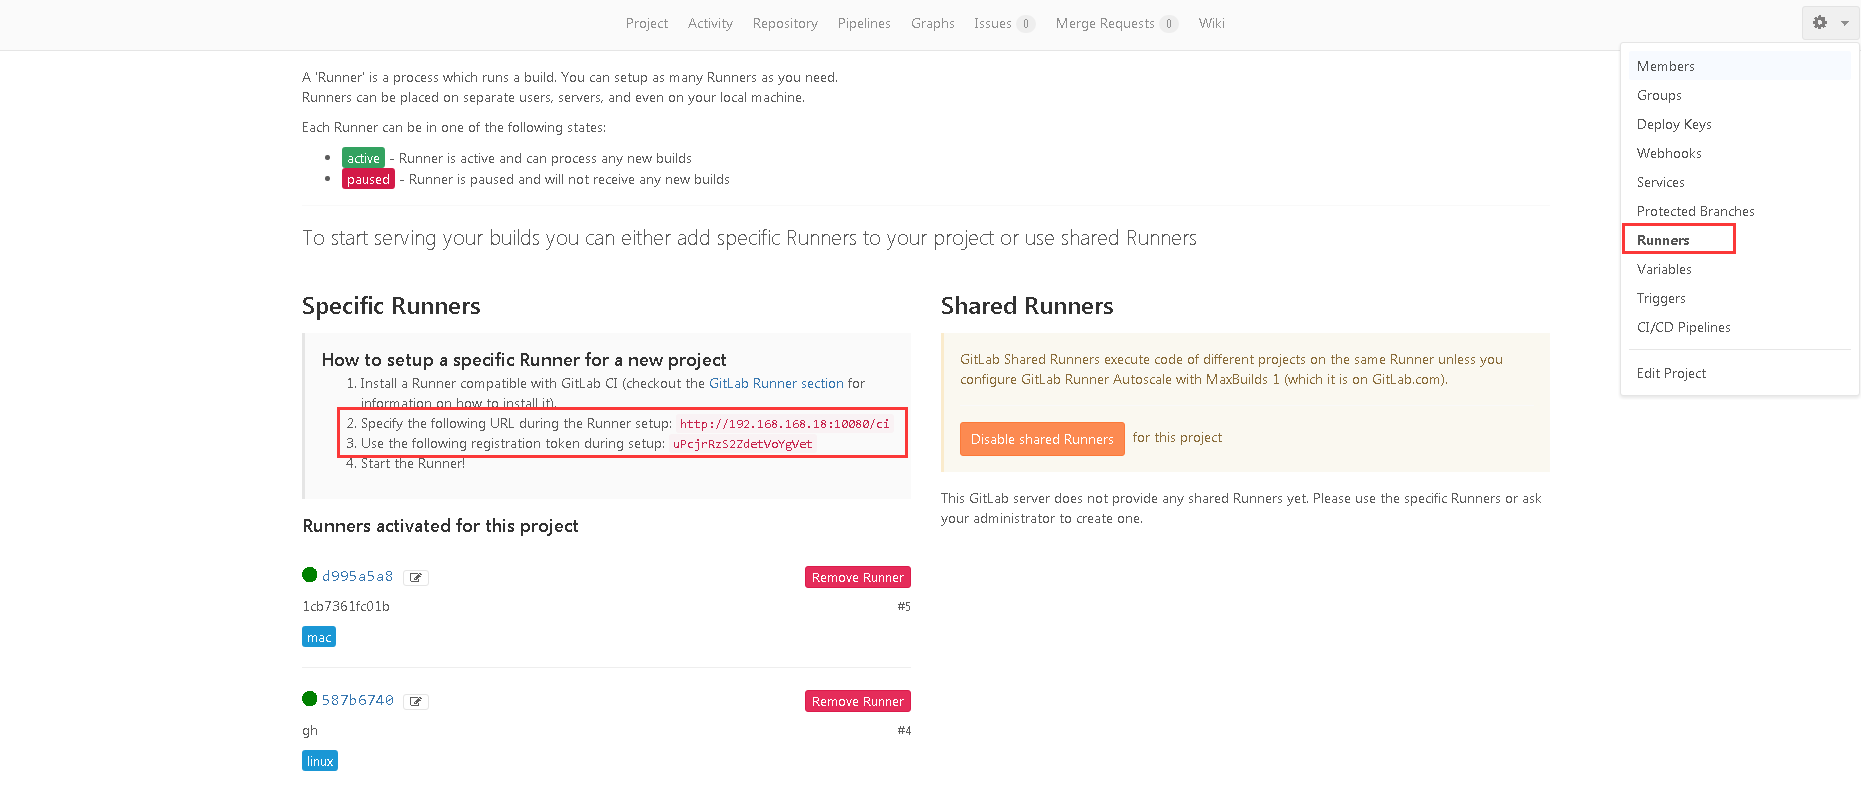 Project Activity Repository Pipelines Graphs Issues 0 Merge Requests 0 Wiki
A 'Runner' is a process which runs a build. You can setup as many Runners as you need.
Runners can be placed on separate users, servers, and even on your local machine.
Each Runner can be in one of the following states:
active - Runner is active and can process any new builds
paused - Runner is paused and will not receive any new builds
To start serving your builds you can either add specific Runners to your project or use shared Runners
Specific Runners
How to setup a specific Runner for a new project
1. Install a Runner compatible with GitLab CI (checkout the GitLab Runner section for
information on how to install it).
2. Specify the following URL during the Runner setup: http://192.168.168.18:10080/ci
3. Use the following registration token during setup: uPcjrRzS2ZdetVoYgVet
4. Start the Runner!
Runners activated for this project
d995a5a8 Remove Runner
1cb7361fc01b #5
mac
587b6740 Remove Runner
gh #4
linux
Shared Runners
GitLab Shared Runners execute code of different projects on the same Runner unless you
configure GitLab Runner Autoscale with MaxBuilds 1 (which it is on GitLab.com).
Disable shared Runners for this project
This GitLab server does not provide any shared Runners yet. Please use the specific Runners or ask
your administrator to create one.
Members
Groups
Deploy Keys
Webhooks
Services
Protected Branches
Runners
Variables
Triggers
CI/CD Pipelines
Edit Project